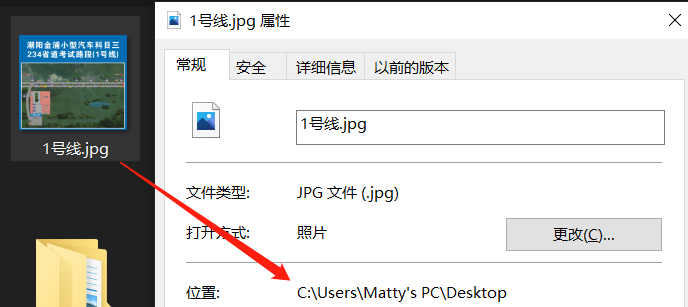 潮阳金浦小型汽车科目三
234省道考试路段(1号线)
1号线.jpg
1号线.jpg 属性
常规
安全
详细信息
以前的版本
1号线.jpg
文件类型:
JPG 文件 (.jpg)
打开方式:
照片
更改(C)...
位置:
C:\Users\Matty's PC\Desktop